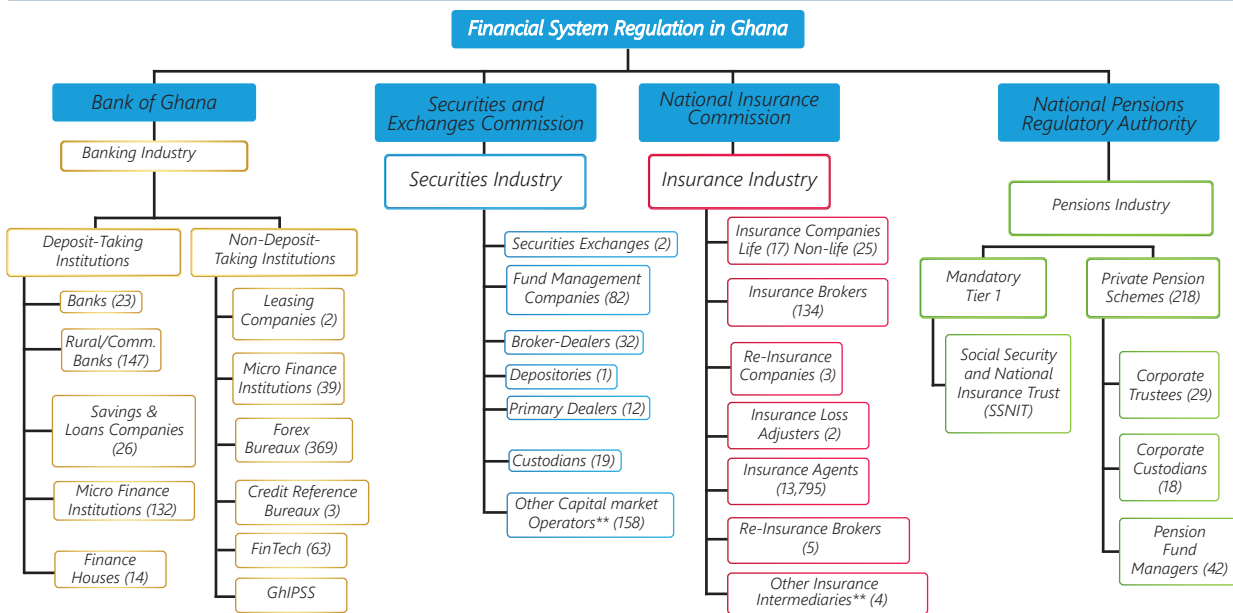 Financial System Regulation in Ghana
Bank of Ghana
Banking Industry
Deposit-Taking
Institutions
Banks (23)
Rural/Comm.
Banks (147)
Savings &
Loans Companies
(26)
Micro Finance
Institutions (132)
Finance
Houses (14)
Non-Deposit-
Taking Institutions
Leasing
Companies (2)
Micro Finance
Institutions (39)
Forex
Bureaux (369)
Credit Reference
Bureaux (3)
FinTech (63)
GhIPSS
Securities and
Exchanges Commission
Securities Industry
Securities Exchanges (2)
Fund Management
Companies (82)
Broker-Dealers (32)
Depositories (1)
Primary Dealers (12)
Custodians (19)
Other Capital market
Operators** (158)
National Insurance
Commission
Insurance Industry
Insurance Companies
Life (17) Non-life (25)
Insurance Brokers
(134)
Re-Insurance
Companies (3)
Insurance Loss
Adjusters (2)
Insurance Agents
(13,795)
Re-Insurance Brokers
(5)
Other Insurance
Intermediaries** (4)
National Pensions
Regulatory Authority
Pensions Industry
Mandatory
Tier 1
Social Security
and National
Insurance Trust
(SSNIT)
Private Pension
Schemes (218)
Corporate
Trustees (29)
Corporate
Custodians
(18)
Pension
Fund
Managers (42)